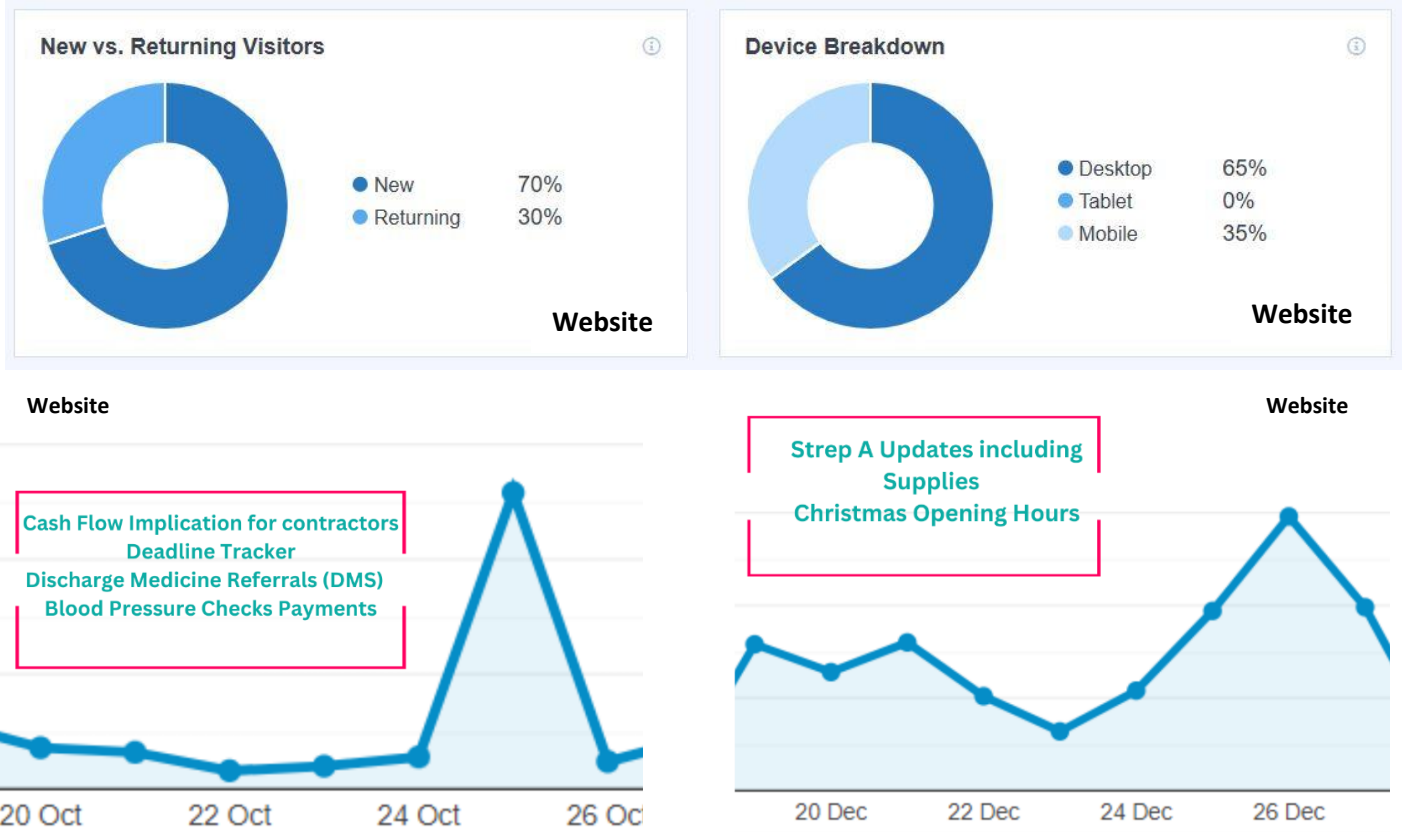 New vs. Returning Visitors
New 70%
Returning 30%
Website
Device Breakdown
Desktop 65%
Tablet 0%
Mobile 35%
Website
Website
Cash Flow Implication for contractors
Deadline Tracker
Discharge Medicine Referrals (DMS)
Blood Pressure Checks Payments
20 Oct 22 Oct 24 Oct 26 Oc
Website
Strep A Updates including
Supplies
Christmas Opening Hours
20 Dec 22 Dec 24 Dec 26 Dec